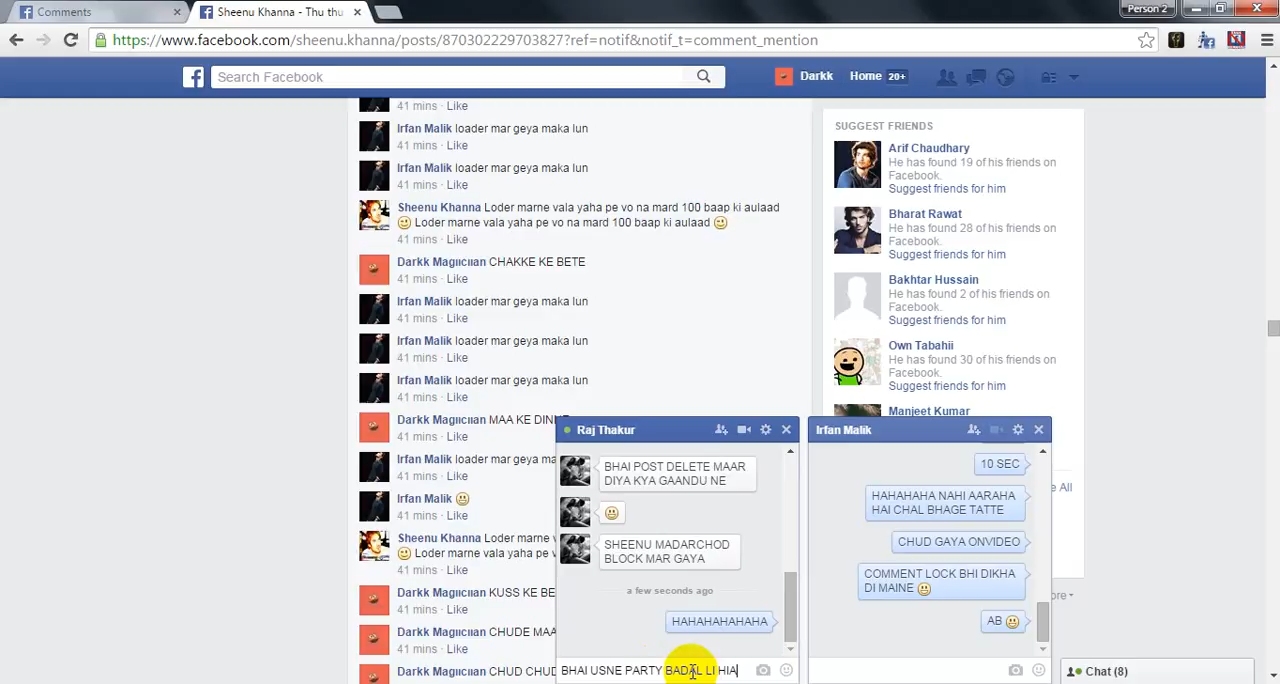 Comments
Sheenu Khanna - Thu thu
Person 2
https://www.facebook.com/sheenu.khanna/posts/870302229703827?ref=notif&notif_t=comment_mention
Search Facebook
Darkk Home 20+
41 mins · Like
Irfan Malik loader mar geya maka lun
41 mins · Like
Irfan Malik loader mar geya maka lun
41 mins · Like
Sheenu Khanna Loder marne vala yaha pe vo na mard 100 baap ki aulaad
Loder marne vala yaha pe vo na mard 100 baap ki aulaad
41 mins · Like
Darkk Magiician CHAKKE KE BETE
41 mins · Like
Irfan Malik loader mar geya maka lun
41 mins · Like
Irfan Malik loader mar geya maka lun
41 mins · Like
Irfan Malik loader mar geya maka lun
41 mins · Like
Darkk Magiician MAA KE DINNE
41 mins · Like
Irfan Malik loader mar geya maka lun
41 mins · Like
Irfan Malik
41 mins · Like
Sheenu Khanna Loder
Loder marne vala yaha pe v
41 mins · Like
Darkk Magiician KUSS KE BE
41 mins · Like
Darkk Magiician CHUDE MAA
41 mins · Like
Darkk Magiician CHUD CHUD
SUGGEST FRIENDS
Arif Chaudhary
He has found 19 of his friends on
Facebook.
Suggest friends for him
Bharat Rawat
He has found 28 of his friends on
Facebook.
Suggest friends for him
Bakhtar Hussain
He has found 2 of his friends on
Facebook.
Suggest friends for him
Own Tabahii
He has found 30 of his friends on
Facebook.
Suggest friends for him
Manjeet Kumar
Raj Thakur
BHAI POST DELETE MAAR
DIYA KYA GAANDU NE
SHEENU MADARCHOD
BLOCK MAR GAYA
a few seconds ago
HAHAHAHAHAHA
BHAI USNE PARTY BADAL LI HIA
Irfan Malik
10 SEC
HAHAHAHA NAHI AARAHA
HAI CHAL BHAGE TATTE
CHUD GAYA ONVIDEO
COMMENT LOCK BHI DIKHA
DI MAINE
AB
e All
ore
Chat (8)